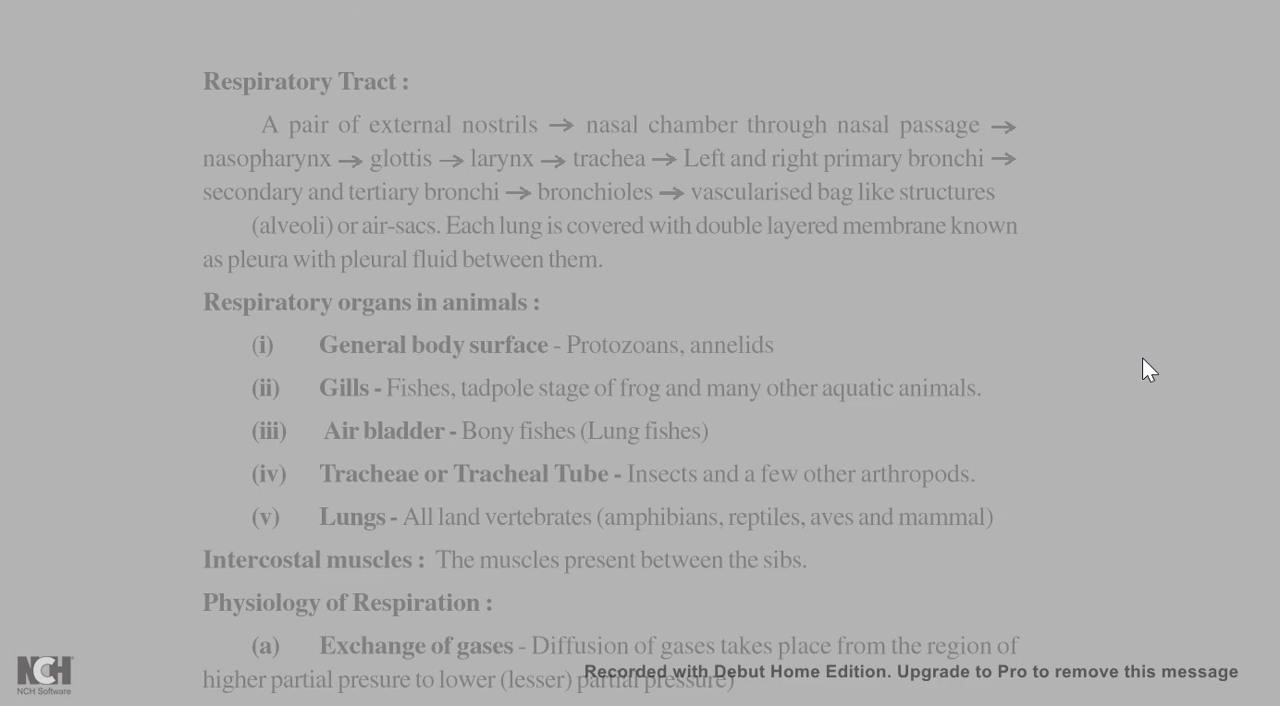 Respiratory Tract :
A pair of external nostrils → nasal chamber through nasal passage →
nasopharynx → glottis → larynx → trachea → Left and right primary bronchi →
secondary and tertiary bronchi → bronchioles → vascularised bag like structures
(alveoli) or air-sacs. Each lung is covered with double layered membrane known
as pleura with pleural fluid between them.
Respiratory organs in animals :
(i) General body surface - Protozoans, annelids
(ii) Gills - Fishes, tadpole stage of frog and many other aquatic animals.
(iii) Air bladder - Bony fishes (Lung fishes)
(iv) Tracheae or Tracheal Tube - Insects and a few other arthropods.
(v) Lungs - All land vertebrates (amphibians, reptiles, aves and mammal)
Intercostal muscles : The muscles present between the sibs.
Physiology of Respiration :
(a) Exchange of gases - Diffusion of gases takes place from the region of
higher partial presure to lower (lesser) partial pressure)
Recorded with Debut Home Edition. Upgrade to Pro to remove this message
NCH
NCH Software